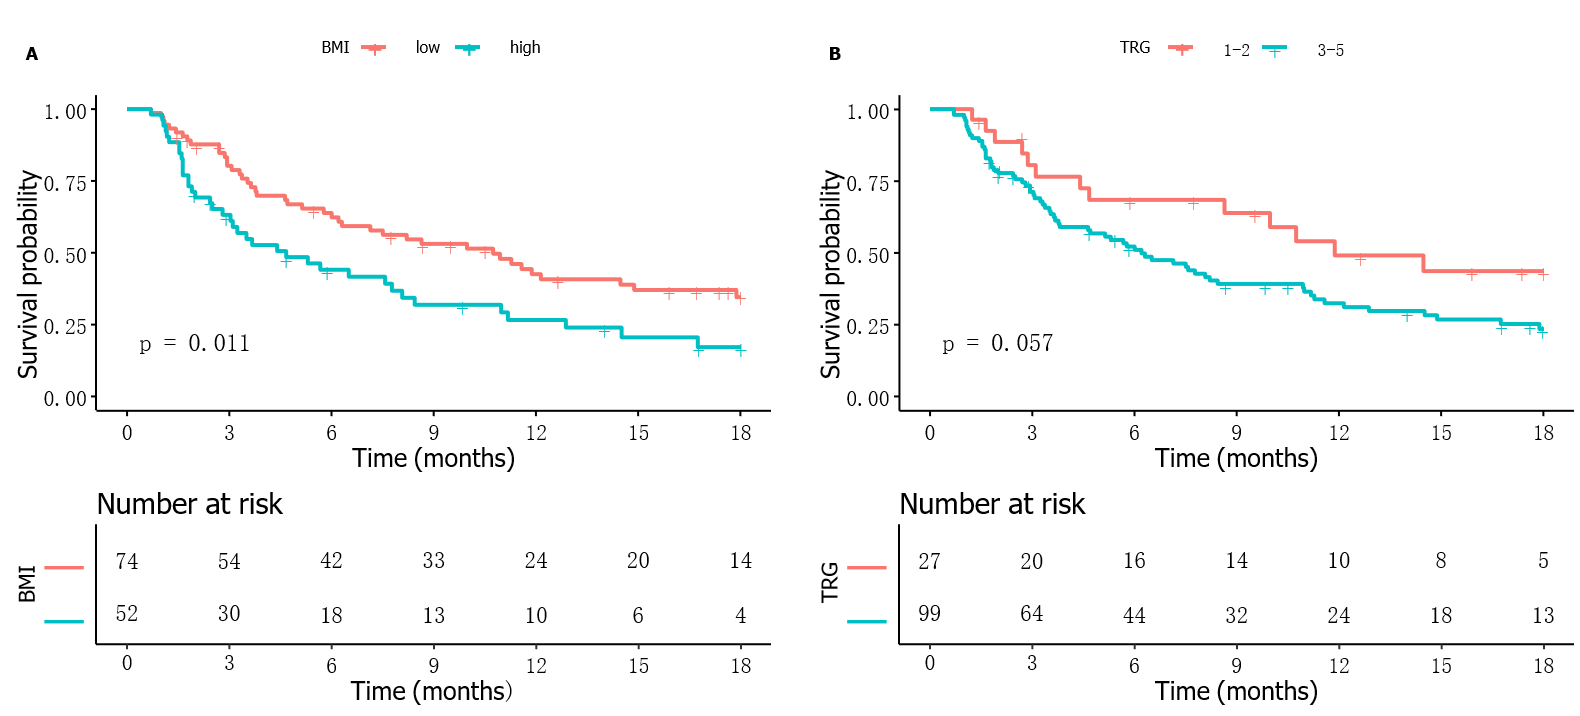 A
BMI low high
1.00
0.75
0.50
0.25
0.00
Survival probability
p = 0.011
0 3 6 9 12 15 18
Time (months)
Number at risk
BMI
74 54 42 33 24 20 14
52 30 18 13 10 6 4
0 3 6 9 12 15 18
Time (months)
B
TRG 1-2 3-5
1.00
0.75
0.50
0.25
0.00
Survival probability
p = 0.057
0 3 6 9 12 15 18
Time (months)
Number at risk
TRG
27 20 16 14 10 8 5
99 64 44 32 24 18 13
0 3 6 9 12 15 18
Time (months)